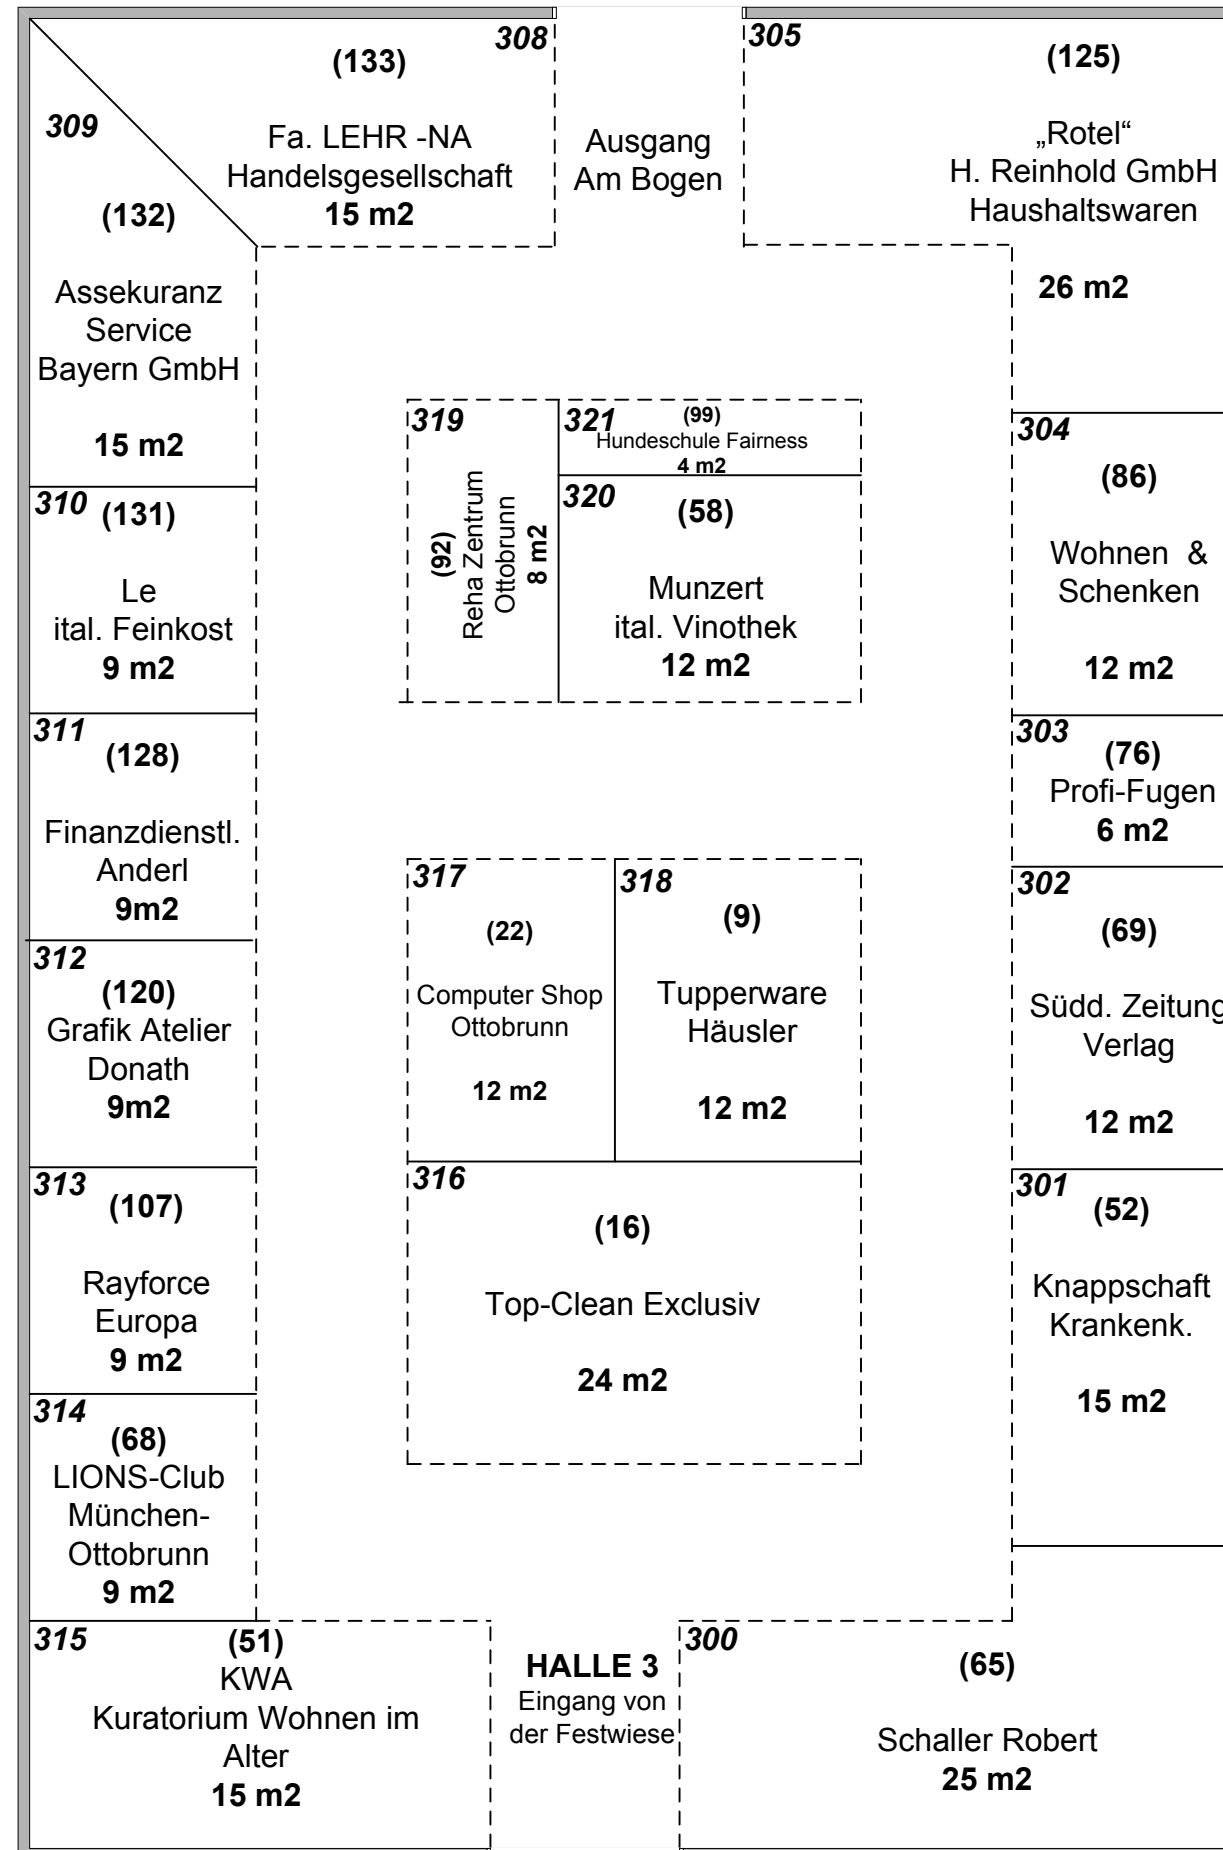 308
(133)
Fa. LEHR -NA
Handelsgesellschaft
15 m2
Ausgang
Am Bogen
305
(125)
„Rotel“
H. Reinhold GmbH
Haushaltswaren
26 m2
309
(132)
Assekuranz
Service
Bayern GmbH
15 m2
319
(92)
Reha Zentrum
Ottobrunn
8 m2
321
(99)
Hundeschule Fairness
4 m2
320
(58)
Munzert
ital. Vinothek
12 m2
304
(86)
Wohnen &
Schenken
12 m2
310
(131)
Le
ital. Feinkost
9 m2
303
(76)
Profi-Fugen
6 m2
311
(128)
Finanzdienstl.
Anderl
9m2
317
(22)
Computer Shop
Ottobrunn
12 m2
318
(9)
Tupperware
Häusler
12 m2
302
(69)
Südd. Zeitung
Verlag
12 m2
312
(120)
Grafik Atelier
Donath
9m2
316
(16)
Top-Clean Exclusiv
24 m2
301
(52)
Knappschaft
Krankenk.
15 m2
313
(107)
Rayforce
Europa
9 m2
314
(68)
LIONS-Club
München-
Ottobrunn
9 m2
315
(51)
KWA
Kuratorium Wohnen im
Alter
15 m2
HALLE 3
Eingang von
der Festwiese
300
(65)
Schaller Robert
25 m2